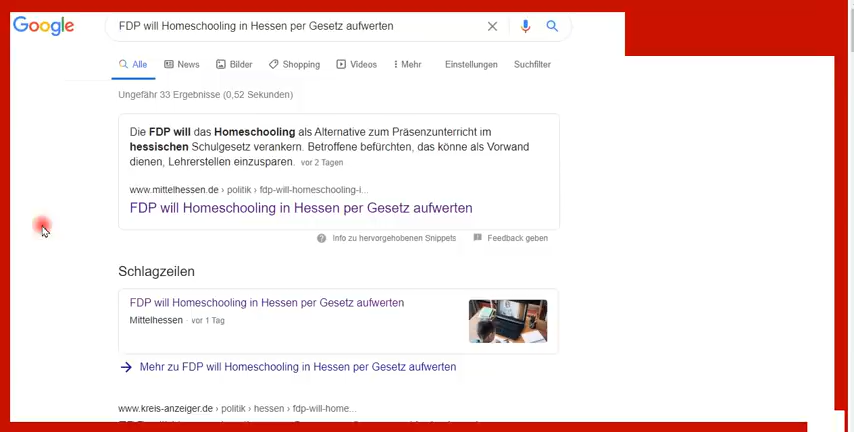 Google
FDP will Homeschooling in Hessen per Gesetz aufwerten
Alle News Bilder Shopping Videos Mehr Einstellungen Suchfilter
Ungefähr 33 Ergebnisse (0,52 Sekunden)
Die FDP will das Homeschooling als Alternative zum Präsenzunterricht im
hessischen Schulgesetz verankern. Betroffene befürchten, das könne als Vorwand
dienen, Lehrerstellen einzusparen. vor 2 Tagen
www.mittelhessen.de › politik › fdp-will-homeschooling-i...
FDP will Homeschooling in Hessen per Gesetz aufwerten
Info zu hervorgehobenen Snippets Feedback geben
Schlagzeilen
FDP will Homeschooling in Hessen per Gesetz aufwerten
Mittelhessen · vor 1 Tag
Mehr zu FDP will Homeschooling in Hessen per Gesetz aufwerten
www.kreis-anzeiger.de › politik › hessen › fdp-will-home...